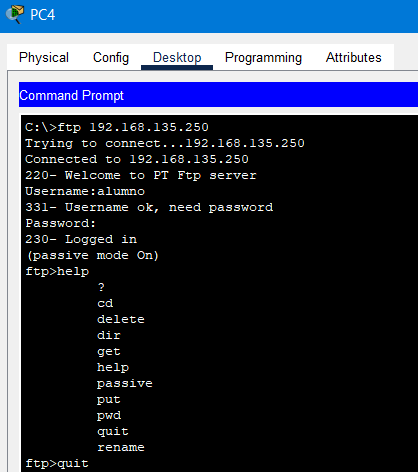 PC4
Physical Config Desktop Programming Attributes
Command Prompt
C:\>ftp 192.168.135.250
Trying to connect...192.168.135.250
Connected to 192.168.135.250
220- Welcome to PT Ftp server
Username:alumno
331- Username ok, need password
Password:
230- Logged in
(passive mode On)
ftp>help
?
cd
delete
dir
get
help
passive
put
pwd
quit
rename
ftp>quit